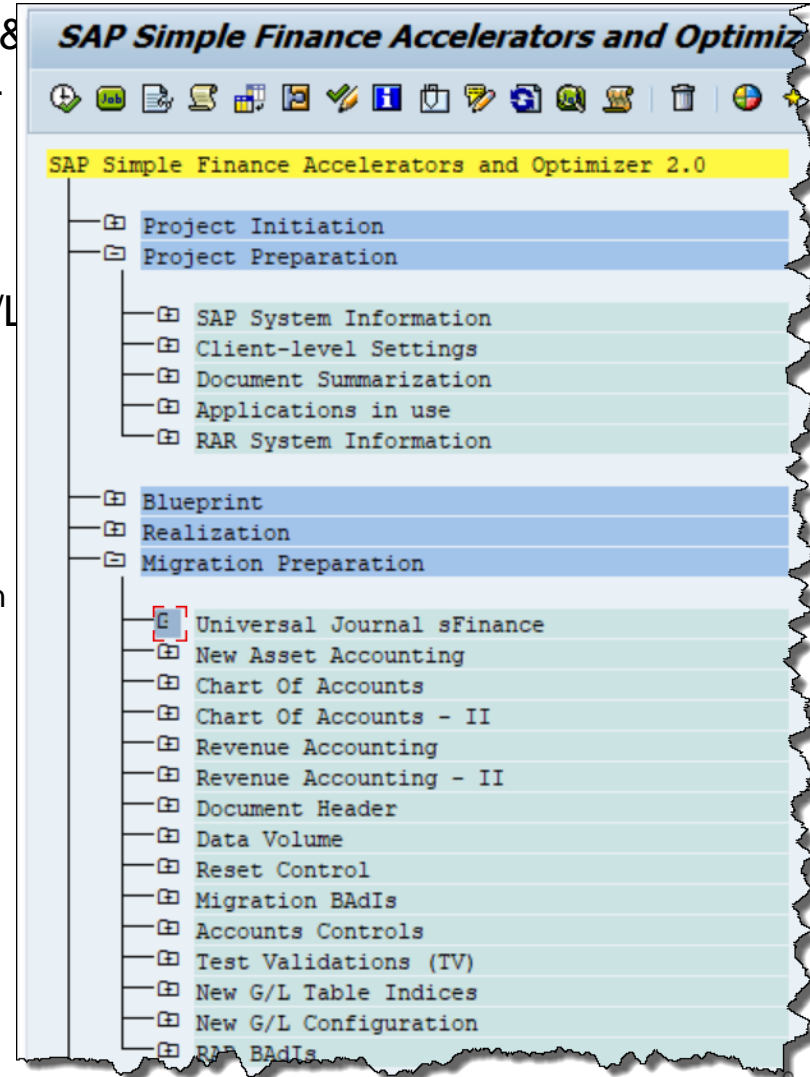 &
SAP Simple Finance Accelerators and Optimiz
Job
SAP Simple Finance Accelerators and Optimizer 2.0
Project Initiation
Project Preparation
SAP System Information
/L
Client-level Settings
Document Summarization
Applications in use
RAR System Information
Blueprint
Realization
Migration Preparation
n
Universal Journal sFinance
New Asset Accounting
Chart Of Accounts
Chart Of Accounts - II
Revenue Accounting
Revenue Accounting - II
Document Header
Data Volume
Reset Control
Migration BAdIs
Accounts Controls
Test Validations (TV)
New G/L Table Indices
New G/L Configuration
RAR BAdIs